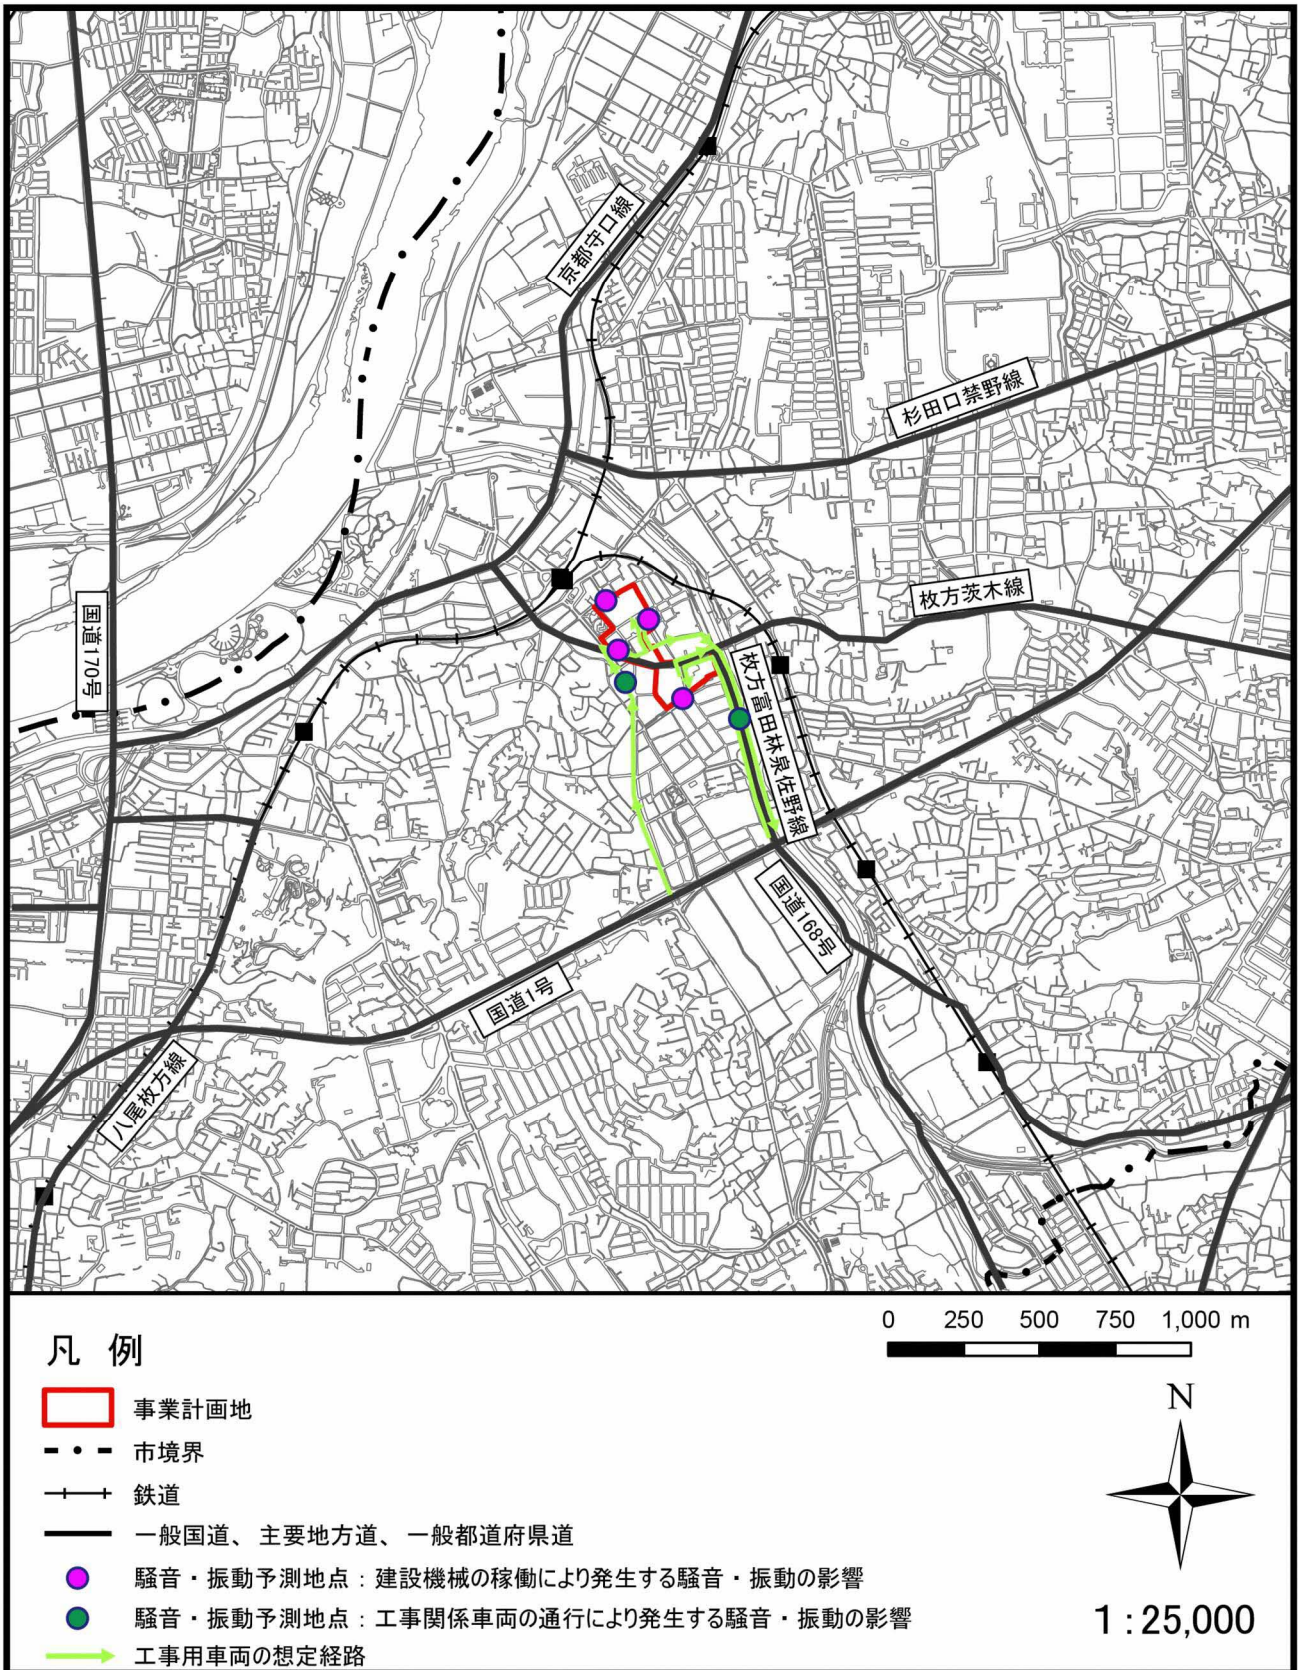 京都守口線
杉田口禁野線
枚方茨木線
国道170号
枚方富田林泉佐野線
国道168号
国道1号
八尾枚方線
0 250 500 750 1,000 m
凡 例
N
事業計画地
市境界
鉄道
一般国道、主要地方道、一般都道府県道
騒音・振動予測地点：建設機械の稼働により発生する騒音・振動の影響
騒音・振動予測地点：工事関係車両の通行により発生する騒音・振動の影響
1:25,000
工事用車両の想定経路